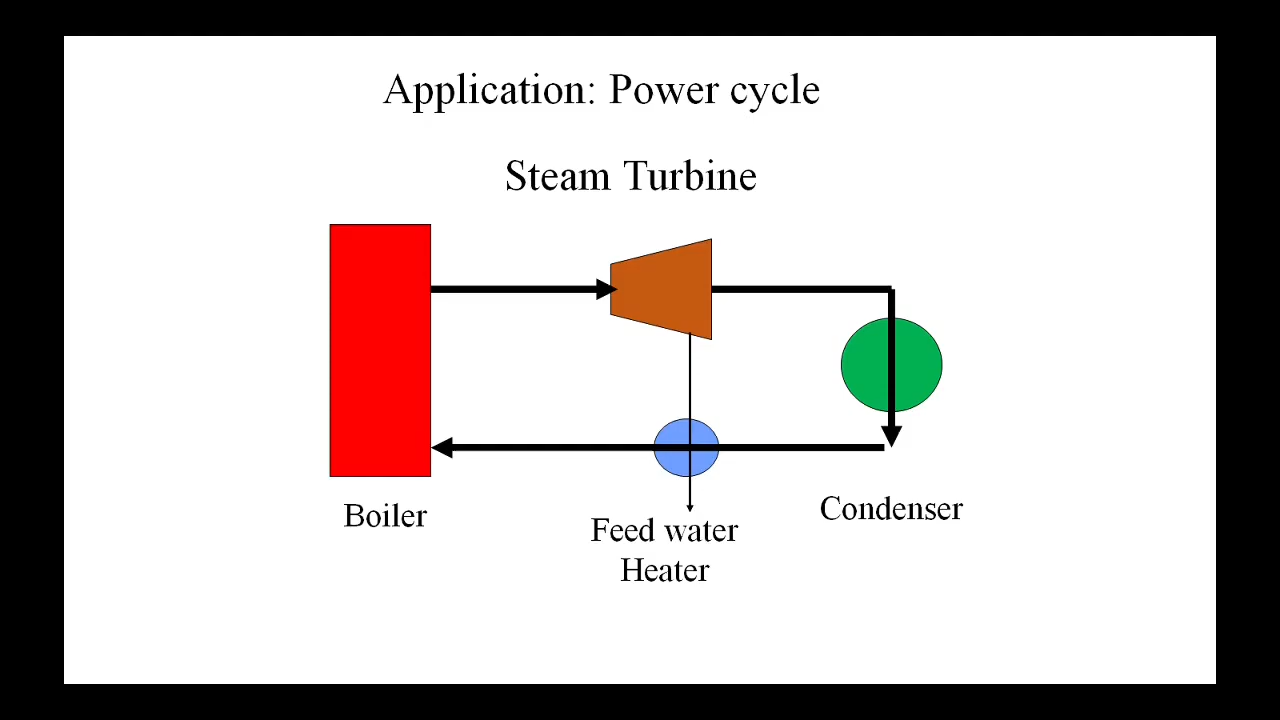 Application: Power cycle
Steam Turbine
Boiler
Feed water
Heater
Condenser